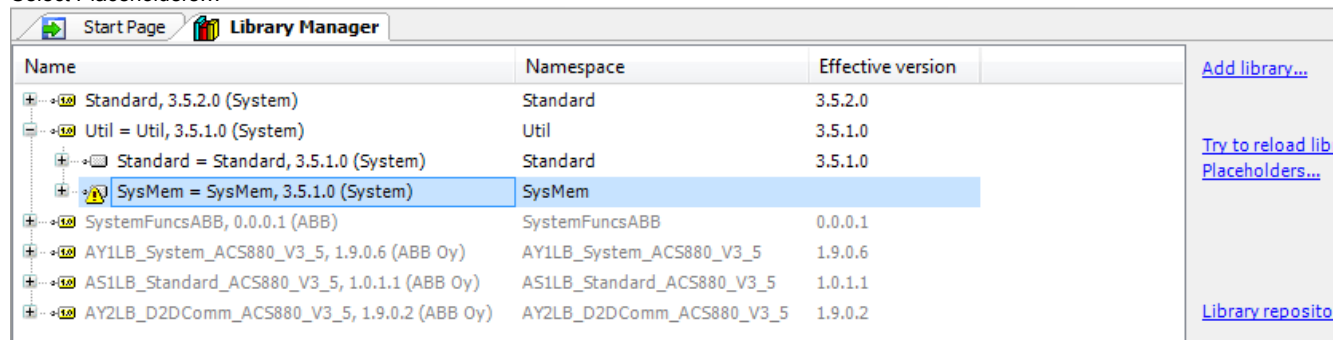 Start Page Library Manager
Name Namespace Effective version
Add library...
Standard, 3.5.2.0 (System) Standard 3.5.2.0
Util = Util, 3.5.1.0 (System) Util 3.5.1.0
Try to reload lib
Standard = Standard, 3.5.1.0 (System) Standard 3.5.1.0
Placeholders...
SysMem = SysMem, 3.5.1.0 (System) SysMem
SystemFuncsABB, 0.0.0.1 (ABB) SystemFuncsABB 0.0.0.1
AY1LB_System_ACS880_V3_5, 1.9.0.6 (ABB Oy) AY1LB_System_ACS880_V3_5 1.9.0.6
AS1LB_Standard_ACS880_V3_5, 1.0.1.1 (ABB Oy) AS1LB_Standard_ACS880_V3_5 1.0.1.1
AY2LB_D2DComm_ACS880_V3_5, 1.9.0.2 (ABB Oy) AY2LB_D2DComm_ACS880_V3_5 1.9.0.2
Library reposito